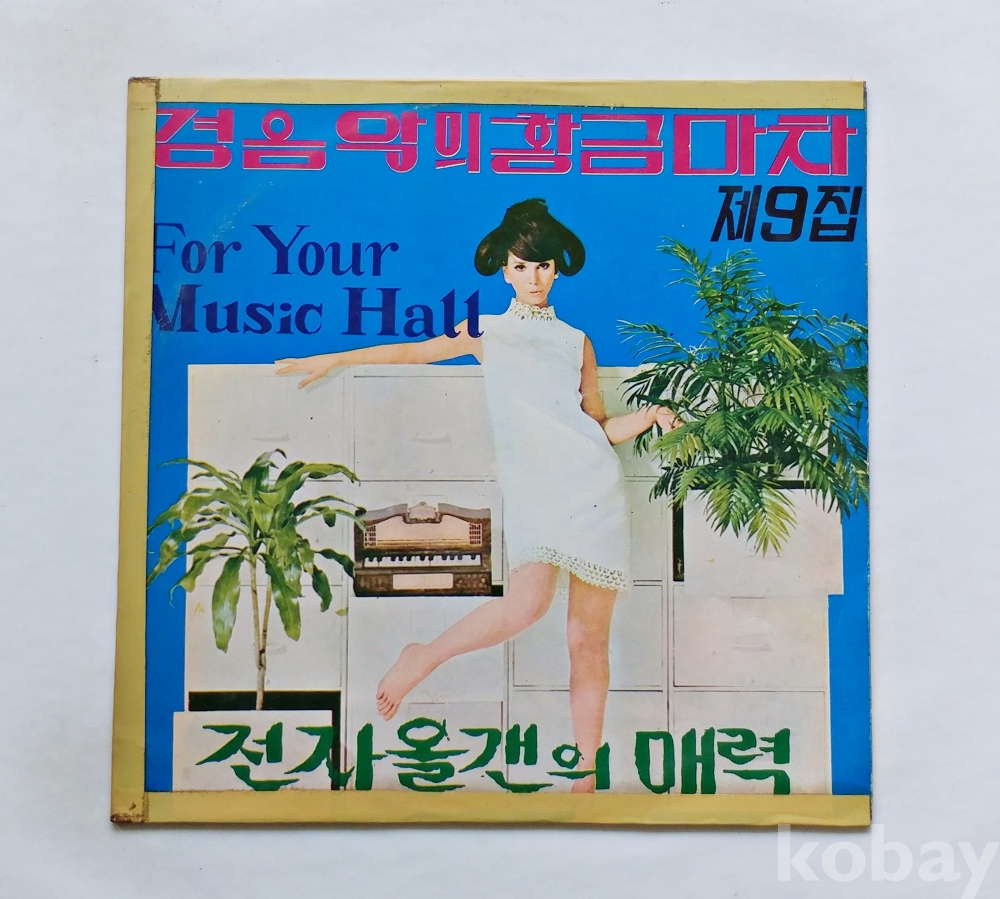 경음악의 황금마차
제9집
For Your
Music Hall
전자올갠의 매력
kobay